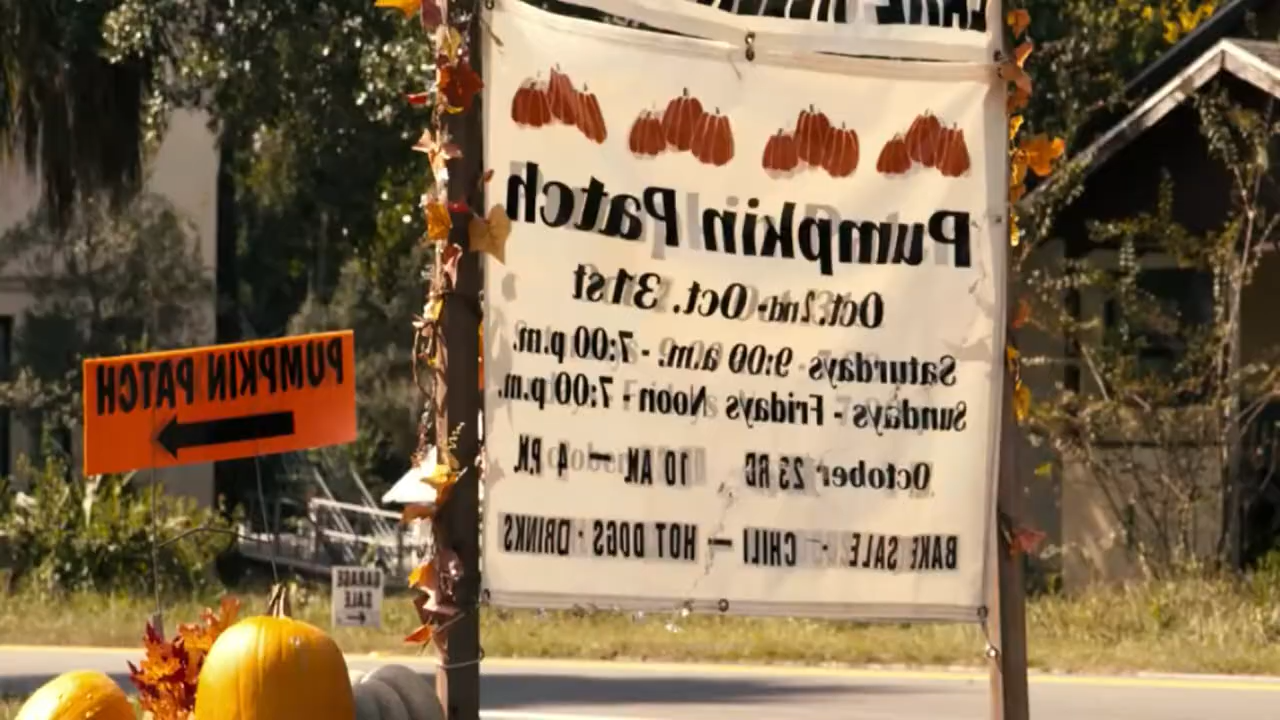 Pumpkin Patch
Oct. 2nd - Oct. 31st
Saturdays 9:00 a.m. - 7:00 p.m.
Sundays - Fridays Noon - 7:00 p.m.
October 23 RD 10 AM — 4 P.M.
BAKE SALE · CHILI — HOT DOGS · DRINKS
PUMPKIN PATCH
GARAGE
SALE